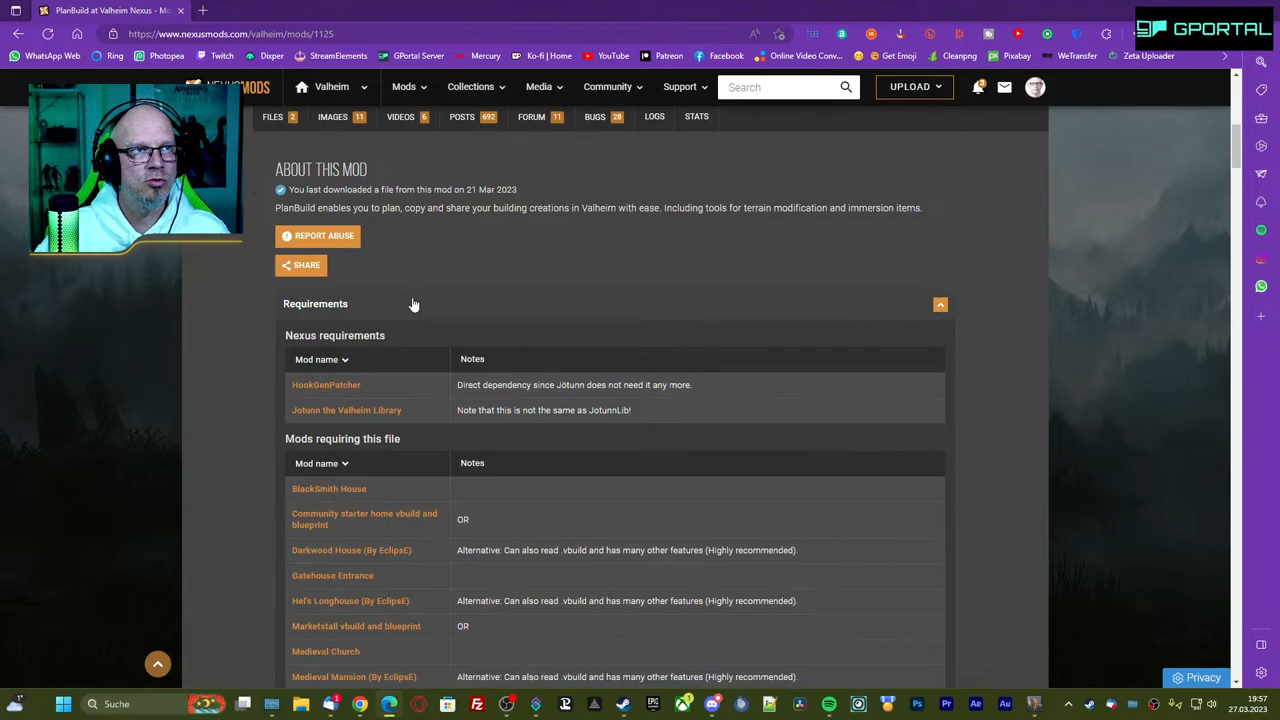 PlanBuild at Valheim Nexus - Mo
GPORTAL
https://www.nexusmods.com/valheim/mods/1125
WhatsApp Web
Ring
Photopea
Twitch
Dixper
StreamElements
GPortal Server
Mercury
Ko-fi | Home
YouTube
Patreon
Facebook
Online Video Conv...
Get Emoji
Cleanpng
Pixabay
WeTransfer
Zeta Uploader
Valheim
Mods
Collections
Media
Community
Support
Search
UPLOAD
FILES 2
IMAGES 11
VIDEOS 6
POSTS 692
FORUM 11
BUGS 28
LOGS
STATS
ABOUT THIS MOD
You last downloaded a file from this mod on 21 Mar 2023
PlanBuild enables you to plan, copy and share your building creations in Valheim with ease. Including tools for terrain modification and immersion items.
REPORT ABUSE
SHARE
Requirements
Nexus requirements
Mod name Notes
HookGenPatcher Direct dependency since Jötunn does not need it any more.
Jotunn the Valheim Library Note that this is not the same as JotunnLib!
Mods requiring this file
Mod name Notes
BlackSmith House
Community starter home vbuild and
blueprint
OR
Darkwood House (By EclipsE) Alternative: Can also read .vbuild and has many other features (Highly recommended).
Gatehouse Entrance
Hel's Longhouse (By EclipsE) Alternative: Can also read .vbuild and has many other features (Highly recommended).
Marketstall vbuild and blueprint OR
Medieval Church
Medieval Mansion (By EclipsE) Alternative: Can also read .vbuild and has many other features (Highly recommended).
Privacy
Suche
19:57
27.03.2023